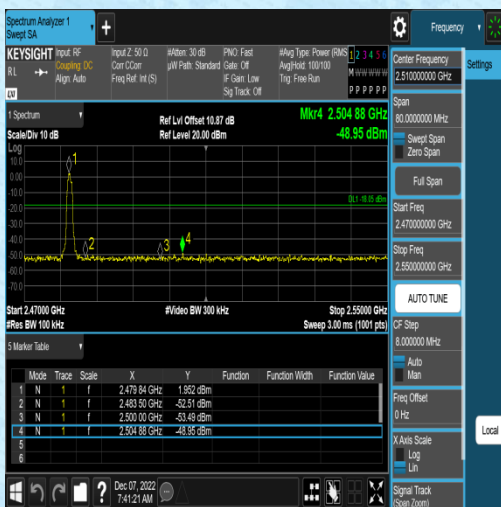 Spectrum Analyzer 1
Swept SA
+
Frequency
KEYSIGHT Input: RF
RL
Coupling: DC
Align: Auto
LXI
Input Z: 50 Ω
Corr CCorr
Freq Ref: Int (S)
#Atten: 30 dB
µW Path: Standard
PNO: Fast
Gate: Off
IF Gain: Low
Sig Track: Off
#Avg Type: Power (RMS
Avg|Hold: 100/100
Trig: Free Run
1 2 3 4 5 6
M W W W W W
P P P P P P
1 Spectrum
Scale/Div 10 dB
Ref Lvl Offset 10.87 dB
Ref Level 20.00 dBm
Mkr4 2.504 88 GHz
-48.95 dBm
Log
10.0
0.00
-10.0
-20.0
-30.0
-40.0
-50.0
-60.0
-70.0
DL1 -18.05 dBm
1
2
3
4
Start 2.47000 GHz
#Res BW 100 kHz
#Video BW 300 kHz
Stop 2.55000 GHz
Sweep 3.00 ms (1001 pts)
5 Marker Table
Mode Trace Scale X Y Function Function Width Function Value
1 N 1 f 2.479 84 GHz 1.952 dBm
2 N 1 f 2.483 50 GHz -52.51 dBm
3 N 1 f 2.500 00 GHz -53.49 dBm
4 N 1 f 2.504 88 GHz -48.95 dBm
5
6
?
Dec 07, 2022
7:41:21 AM
Center Frequency
2.510000000 GHz
Settings
Span
80.0000000 MHz
Swept Span
Zero Span
Full Span
Start Freq
2.470000000 GHz
Stop Freq
2.550000000 GHz
AUTO TUNE
CF Step
8.000000 MHz
Auto
Man
Freq Offset
0 Hz
X Axis Scale
Log
Lin
Local
Signal Track
(Span Zoom)